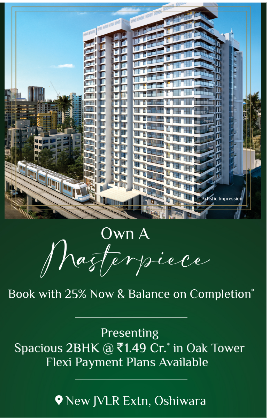 Artistic Impression
Own A
Masterpiece
Book with 25% Now & Balance on Completion*
Presenting
Spacious 2BHK @ ₹1.49 Cr.* in Oak Tower
Flexi Payment Plans Available
New JVLR Extn, Oshiwara